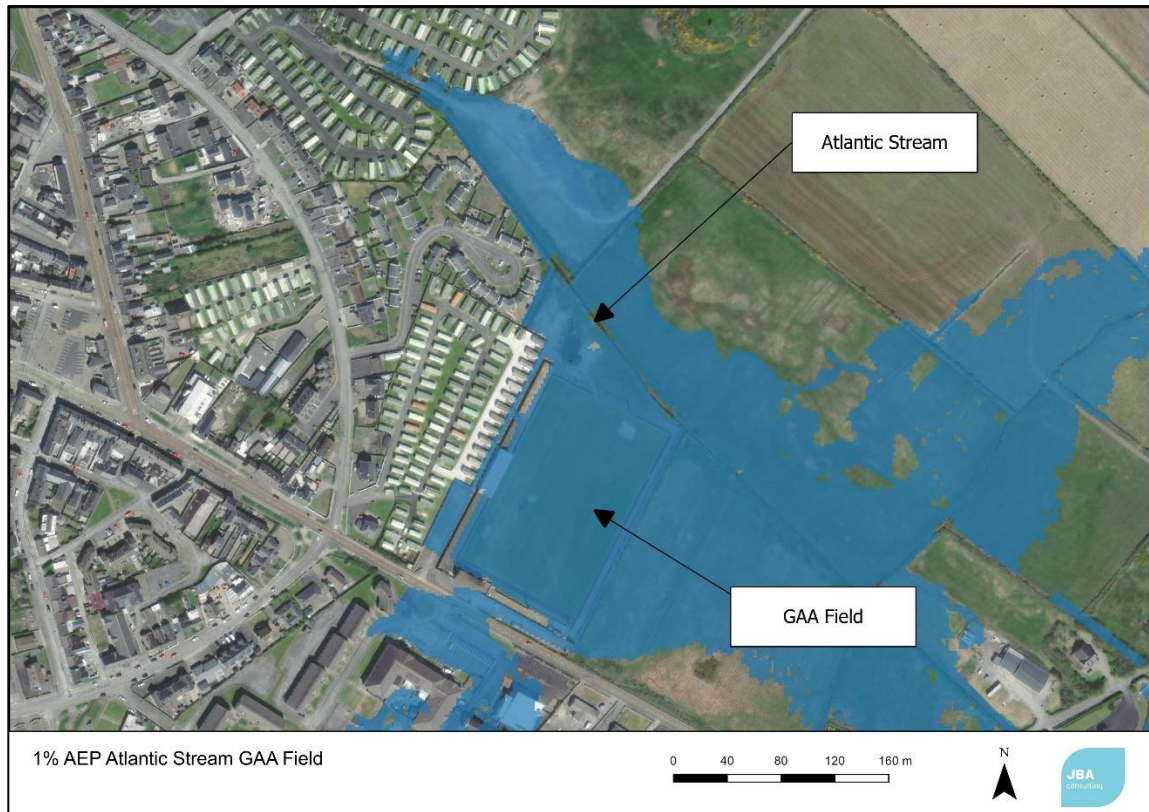 Atlantic Stream
GAA Field
1% AEP Atlantic Stream GAA Field
0 40 80 120 160 m
N
JBA
consulting